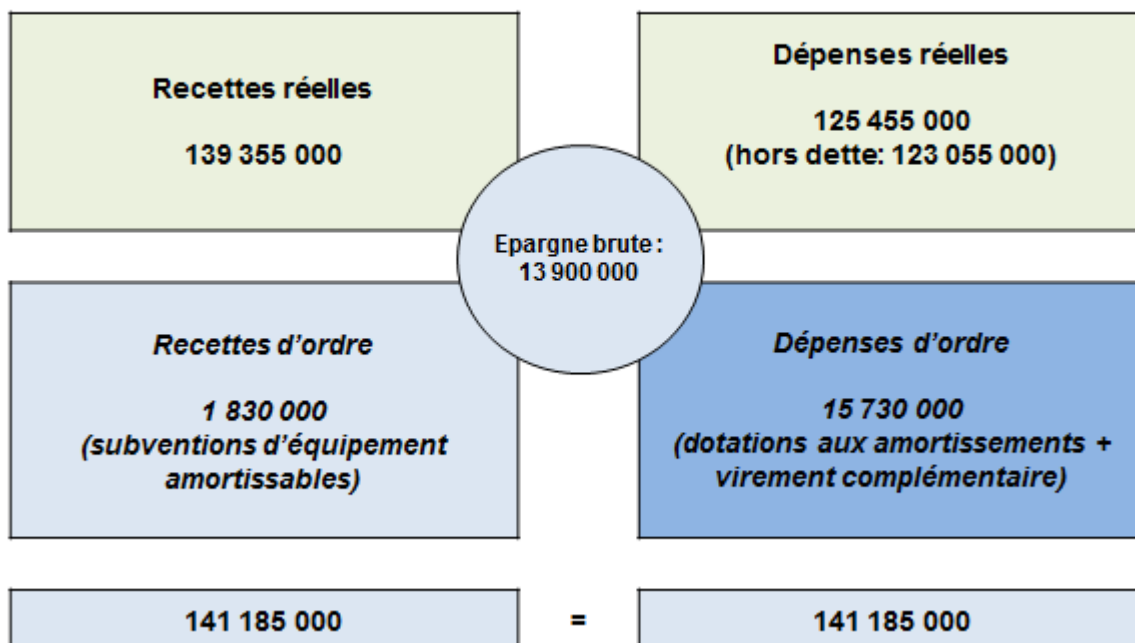 Recettes réelles
139 355 000
Dépenses réelles
125 455 000
(hors dette: 123 055 000)
Epargne brute :
13 900 000
Recettes d'ordre
1 830 000
(subventions d'équipement
amortissables)
Dépenses d'ordre
15 730 000
(dotations aux amortissements +
virement complémentaire)
141 185 000
=
141 185 000